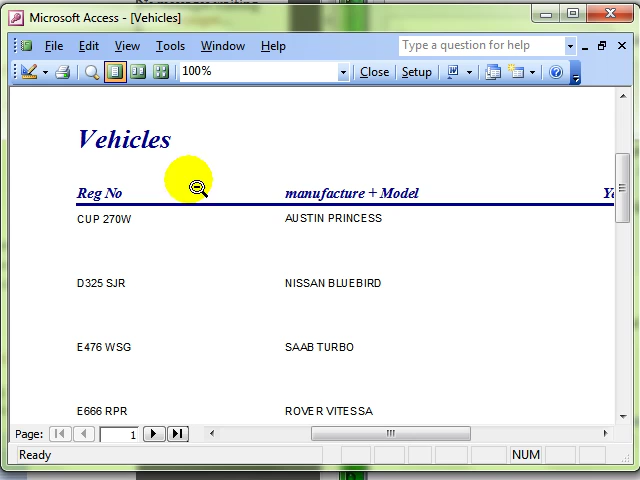 Microsoft Access - [Vehicles]
File Edit View Tools Window Help Type a question for help
100% Close Setup
Vehicles
Reg No manufacture + Model
CUP 270W AUSTIN PRINCESS
D325 SJR NISSAN BLUEBIRD
E476 WSG SAAB TURBO
E666 RPR ROVER VITESSA
Page: 1
Ready NUM